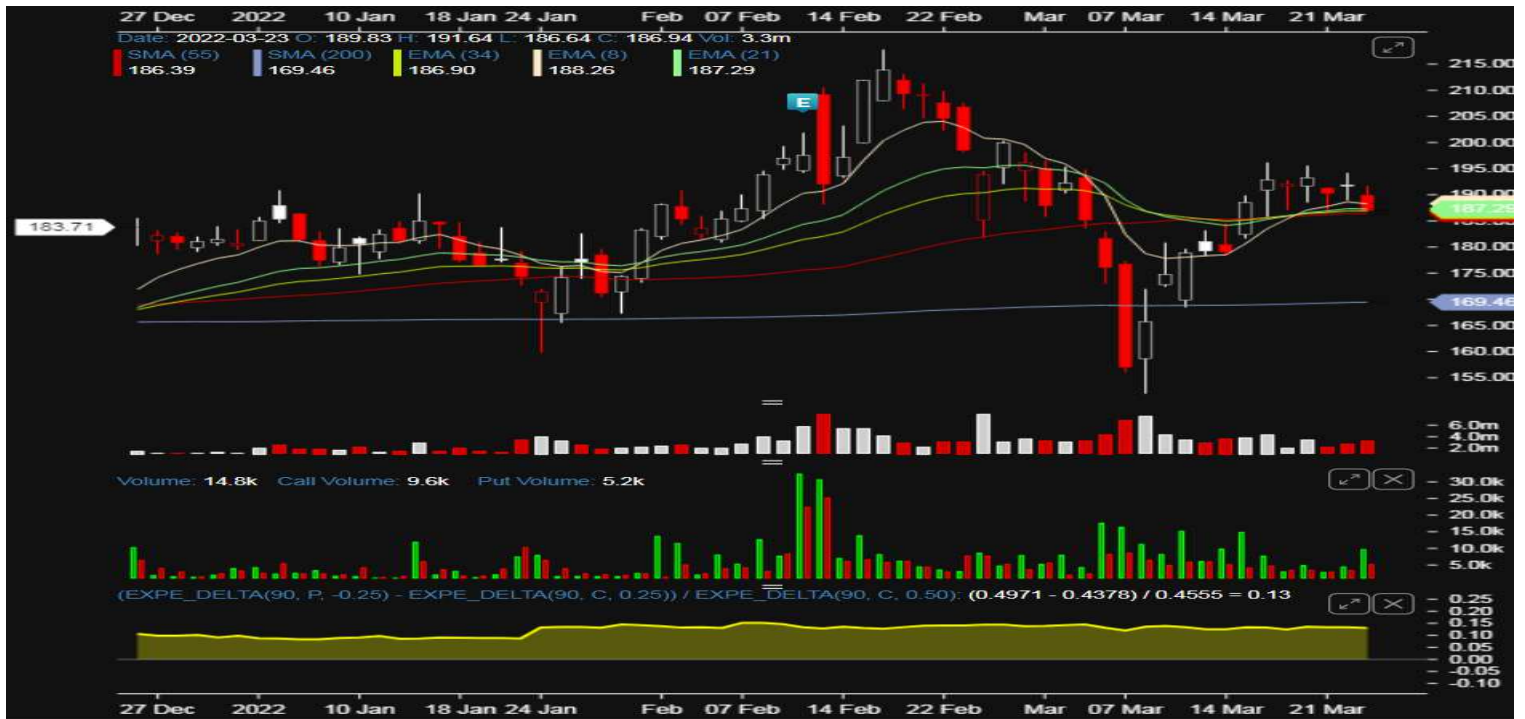 27 Dec 2022 10 Jan 18 Jan 24 Jan Feb 07 Feb 14 Feb 22 Feb Mar 07 Mar 14 Mar 21 Mar
Date: 2022-03-23 O: 189.83 H: 191.64 L: 186.64 C: 186.94 Vol: 3.3m
SMA (55) SMA (200) EMA (34) EMA (8) EMA (21)
186.39 169.46 186.90 188.26 187.29
215.00
210.00
E
205.00
200.00
195.00
190.00
187.29
185.00
183.71
180.00
175.00
169.46
165.00
160.00
155.00
6.0m
4.0m
2.0m
Volume: 14.8k Call Volume: 9.6k Put Volume: 5.2k
30.0k
25.0k
20.0k
15.0k
10.0k
5.0k
(EXPE_DELTA(90, P, -0.25) - EXPE_DELTA(90, C, 0.25)) / EXPE_DELTA(90, C, 0.50): (0.4971 - 0.4378) / 0.4555 = 0.13
0.25
0.20
0.15
0.10
0.05
0.00
-0.05
-0.10
27 Dec 2022 10 Jan 18 Jan 24 Jan Feb 07 Feb 14 Feb 22 Feb Mar 07 Mar 14 Mar 21 Mar